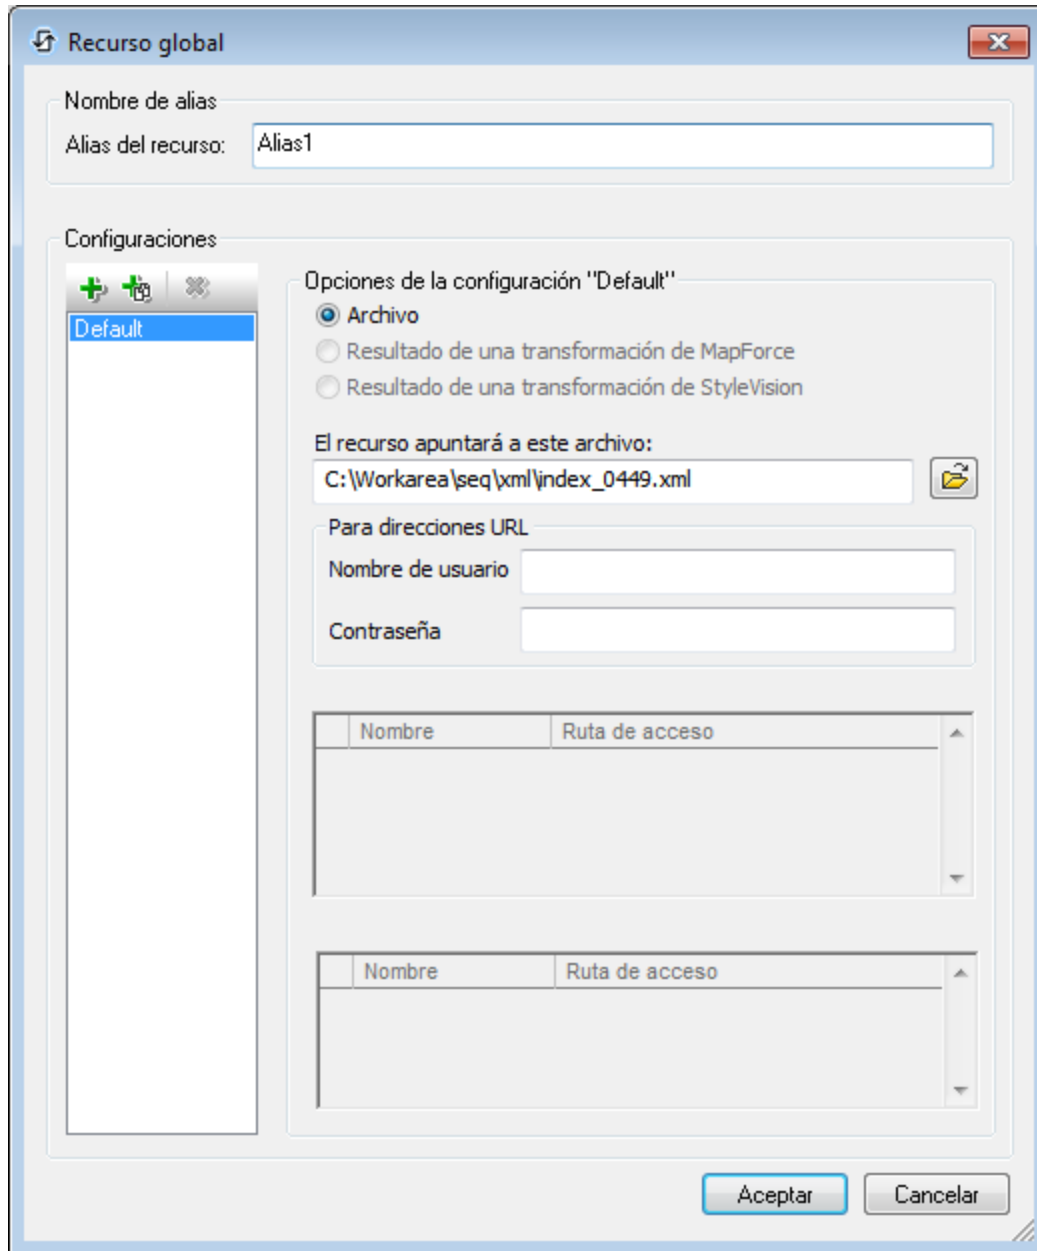 Recurso global
Nombre de alias
Alias del recurso: Alias1
Configuraciones
Default
Opciones de la configuración "Default"
Archivo
Resultado de una transformación de MapForce
Resultado de una transformación de StyleVision
El recurso apuntará a este archivo:
C:\Workarea\seq\xml\index_0449.xml
Para direcciones URL
Nombre de usuario
Contraseña
Nombre Ruta de acceso
Nombre Ruta de acceso
Aceptar Cancelar